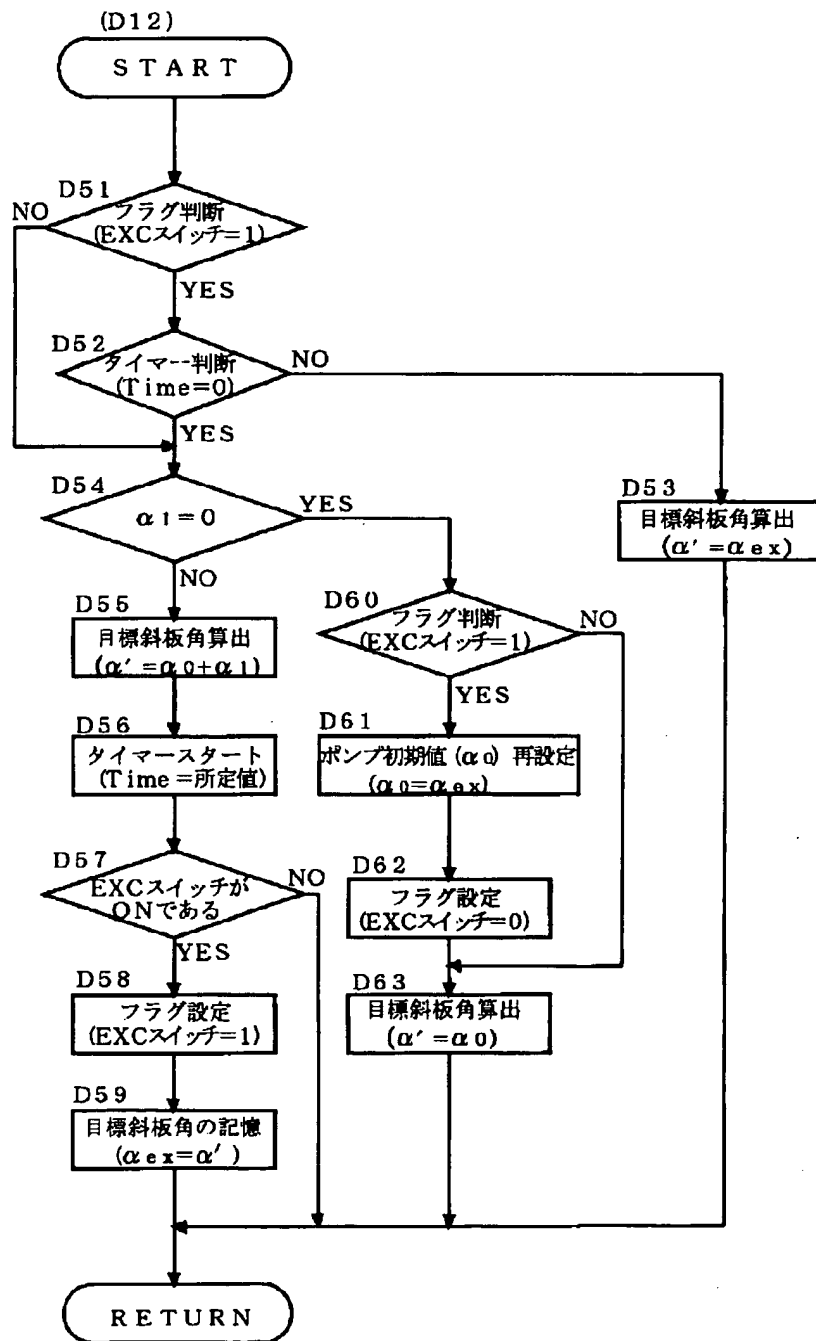 (D12)
START
D51
NO
フラグ判断
(EXCスイッチ=1)
YES
D52
タイマー判断
(Time=0)
NO
YES
D54
α1=0
YES
NO
D53
目標斜板角算出
(α'=αex)
D55
目標斜板角算出
(α'=α0+α1)
D56
タイマースタート
(Time=所定値)
D57
EXCスイッチが
ONである
NO
YES
D58
フラグ設定
(EXCスイッチ=1)
D59
目標斜板角の記憶
(αex=α')
D60
フラグ判断
(EXCスイッチ=1)
NO
YES
D61
ポンプ初期値(α0)再設定
(α0=αex)
D62
フラグ設定
(EXCスイッチ=0)
D63
目標斜板角算出
(α'=α0)
RETURN